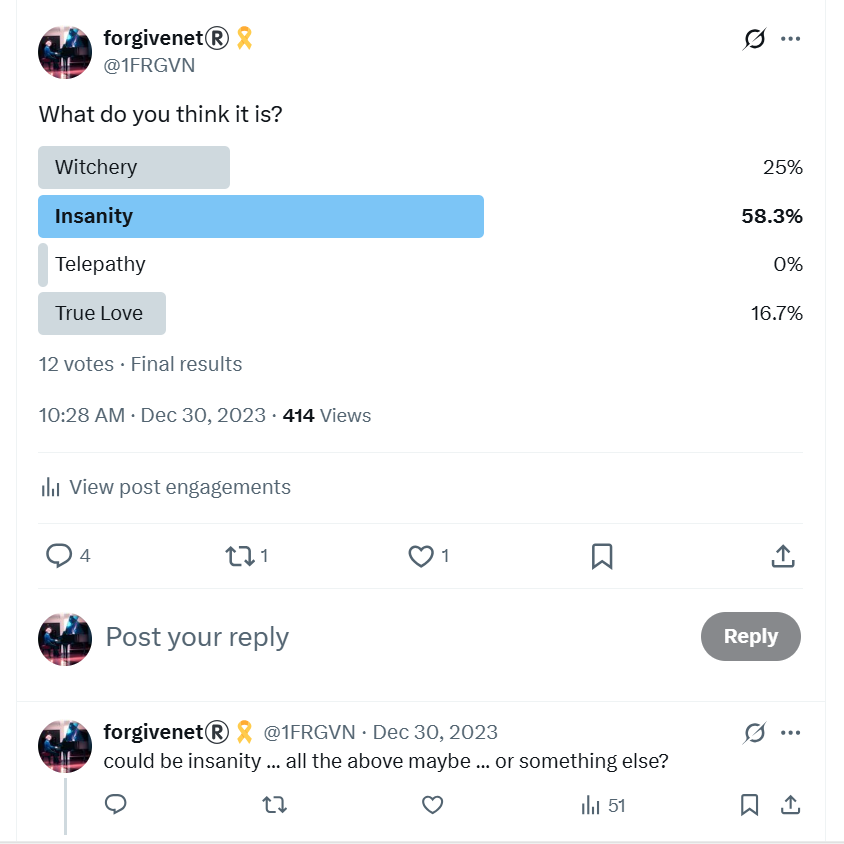 forgivenet®🎗
@1FRGVN
What do you think it is?
Witchery 25%
Insanity 58.3%
Telepathy 0%
True Love 16.7%
12 votes · Final results
10:28 AM · Dec 30, 2023 · 414 Views
View post engagements
4 1 1
Post your reply Reply
forgivenet®🎗 @1FRGVN · Dec 30, 2023
could be insanity ... all the above maybe ... or something else?
51